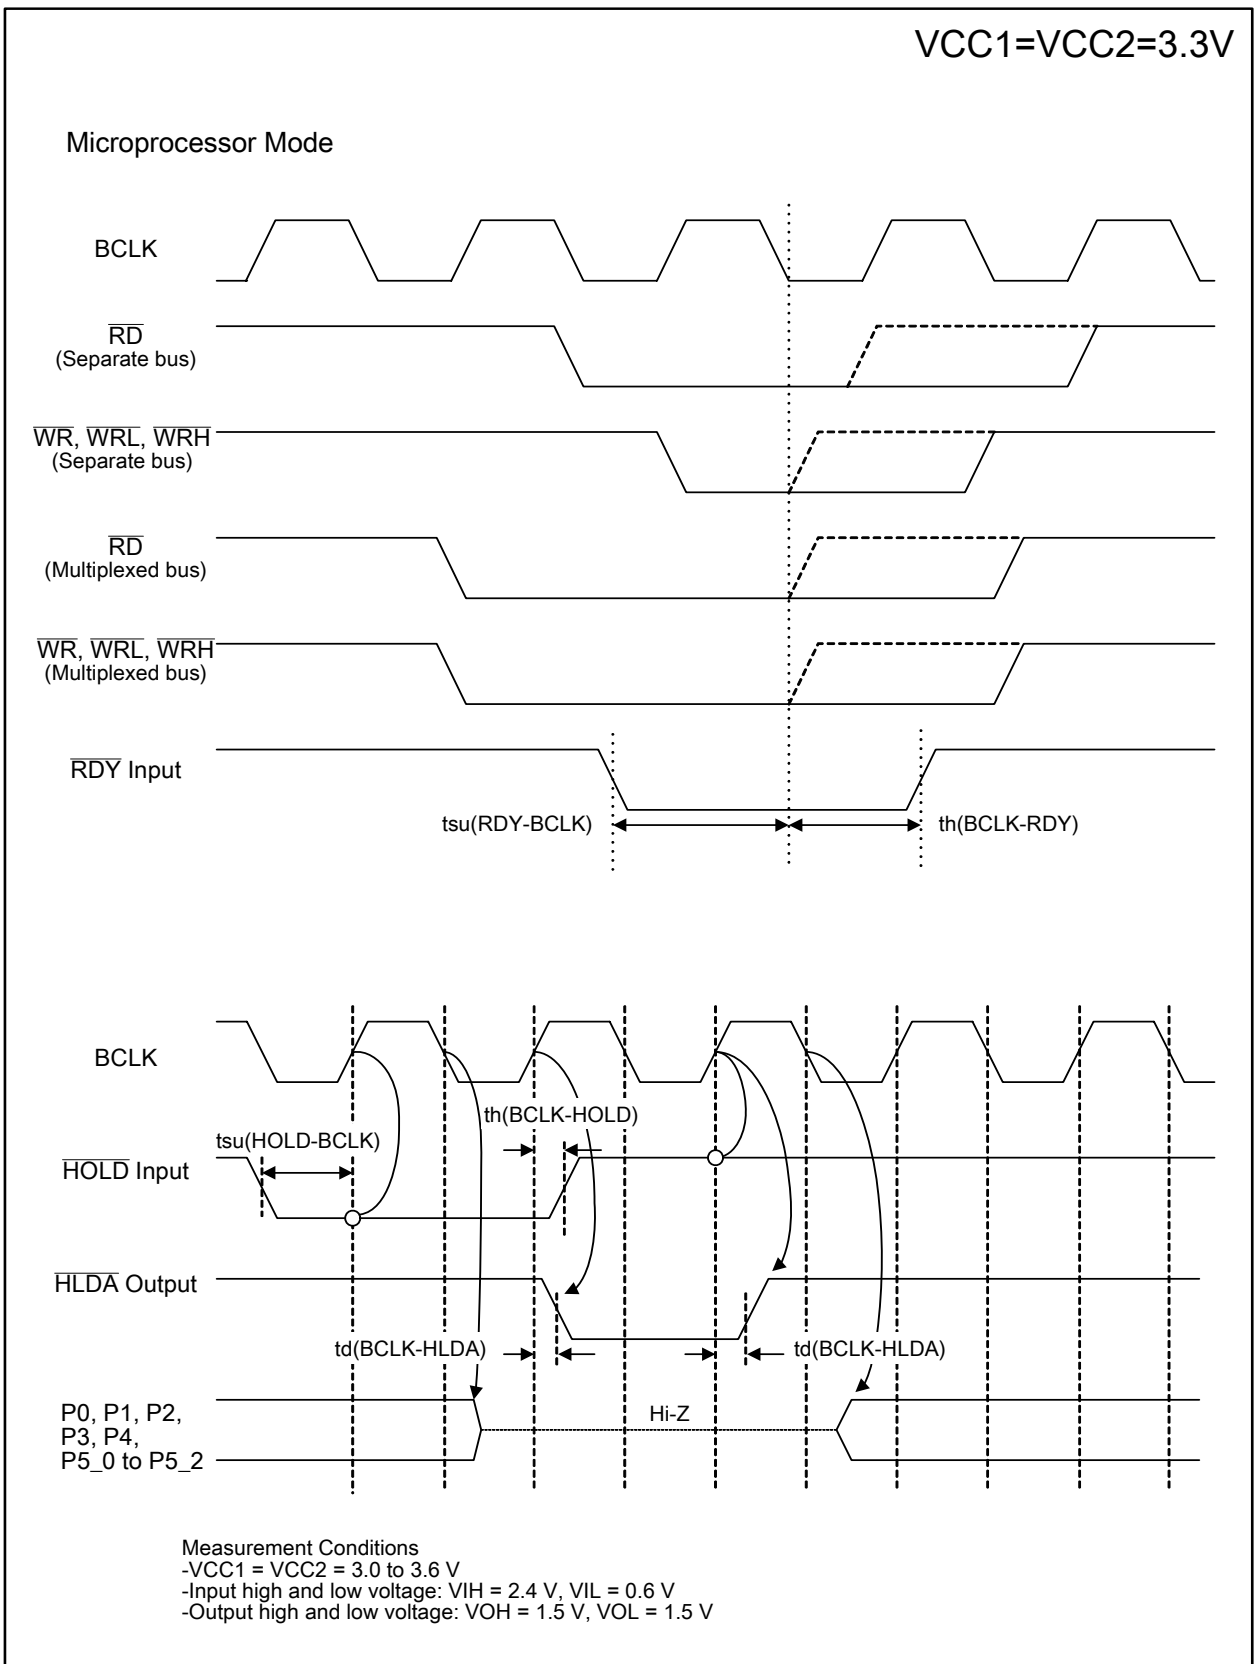 VCC1=VCC2=3.3V
Microprocessor Mode
BCLK
RD
(Separate bus)
WR, WRL, WRH
(Separate bus)
RD
(Multiplexed bus)
WR, WRL, WRH
(Multiplexed bus)
RDY Input
tsu(RDY-BCLK)
th(BCLK-RDY)
BCLK
th(BCLK-HOLD)
tsu(HOLD-BCLK)
HOLD Input
HLDA Output
td(BCLK-HLDA)
td(BCLK-HLDA)
P0, P1, P2,
P3, P4,
P5_0 to P5_2
Hi-Z
Measurement Conditions
-VCC1 = VCC2 = 3.0 to 3.6 V
-Input high and low voltage: VIH = 2.4 V, VIL = 0.6 V
-Output high and low voltage: VOH = 1.5 V, VOL = 1.5 V